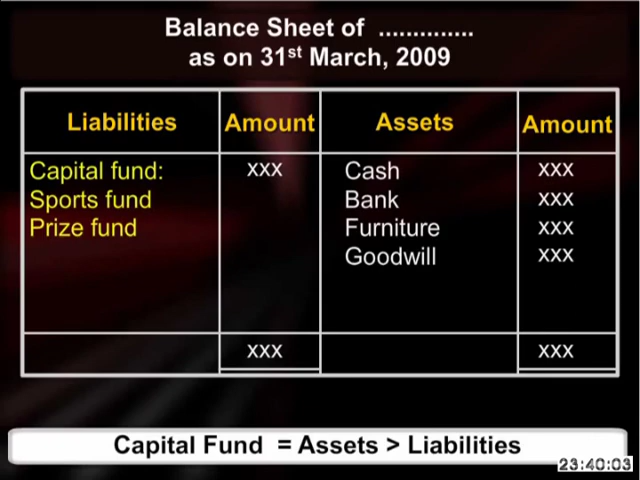 Balance Sheet of ..............
as on 31st March, 2009
Liabilities Amount Assets Amount
Capital fund: xxx Cash xxx
Sports fund Bank xxx
Prize fund Furniture xxx
Goodwill xxx
xxx xxx
Capital Fund = Assets > Liabilities
23:40:03